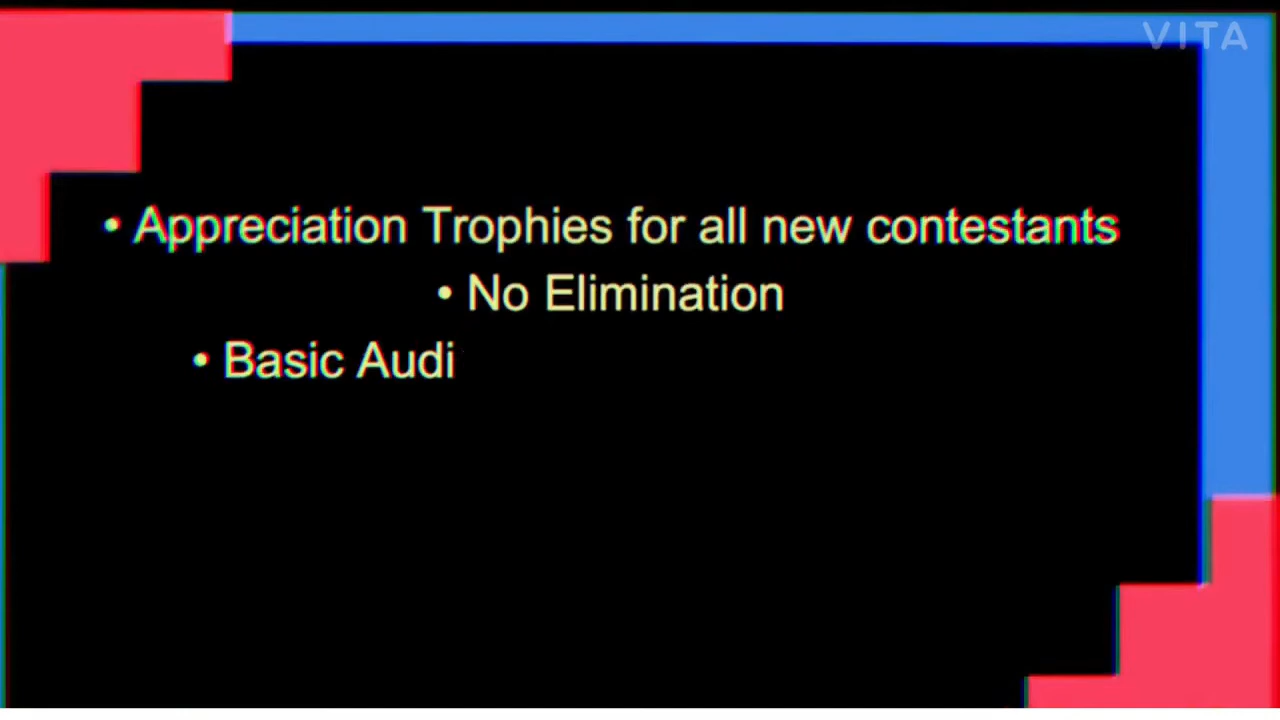 VITA
• Appreciation Trophies for all new contestants
• No Elimination
• Basic Audi